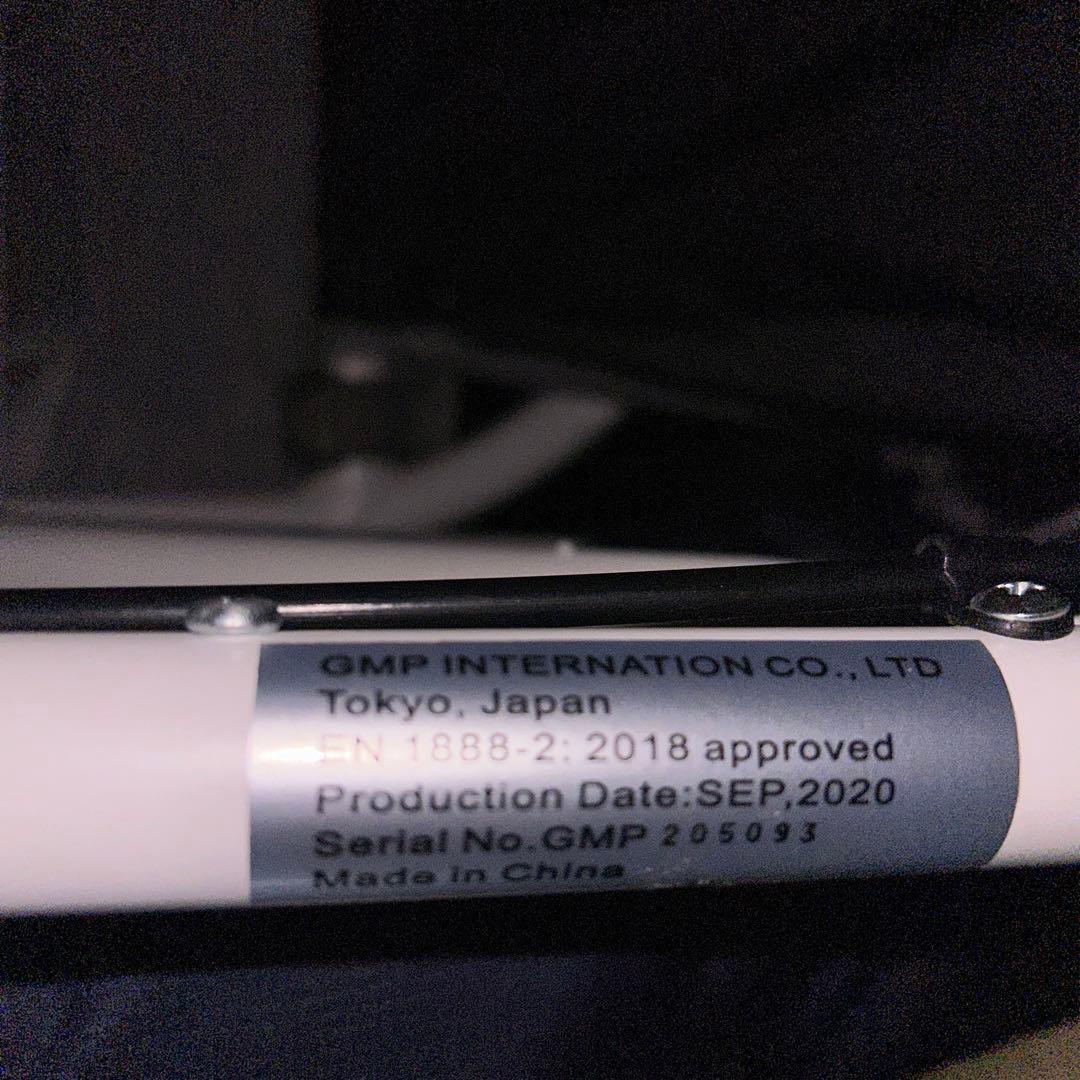 GMP INTERNATION CO., LTD
Tokyo, Japan
EN 1888-2: 2018 approved
Production Date:SEP,2020
Serial No.GMP 205093
Made in China